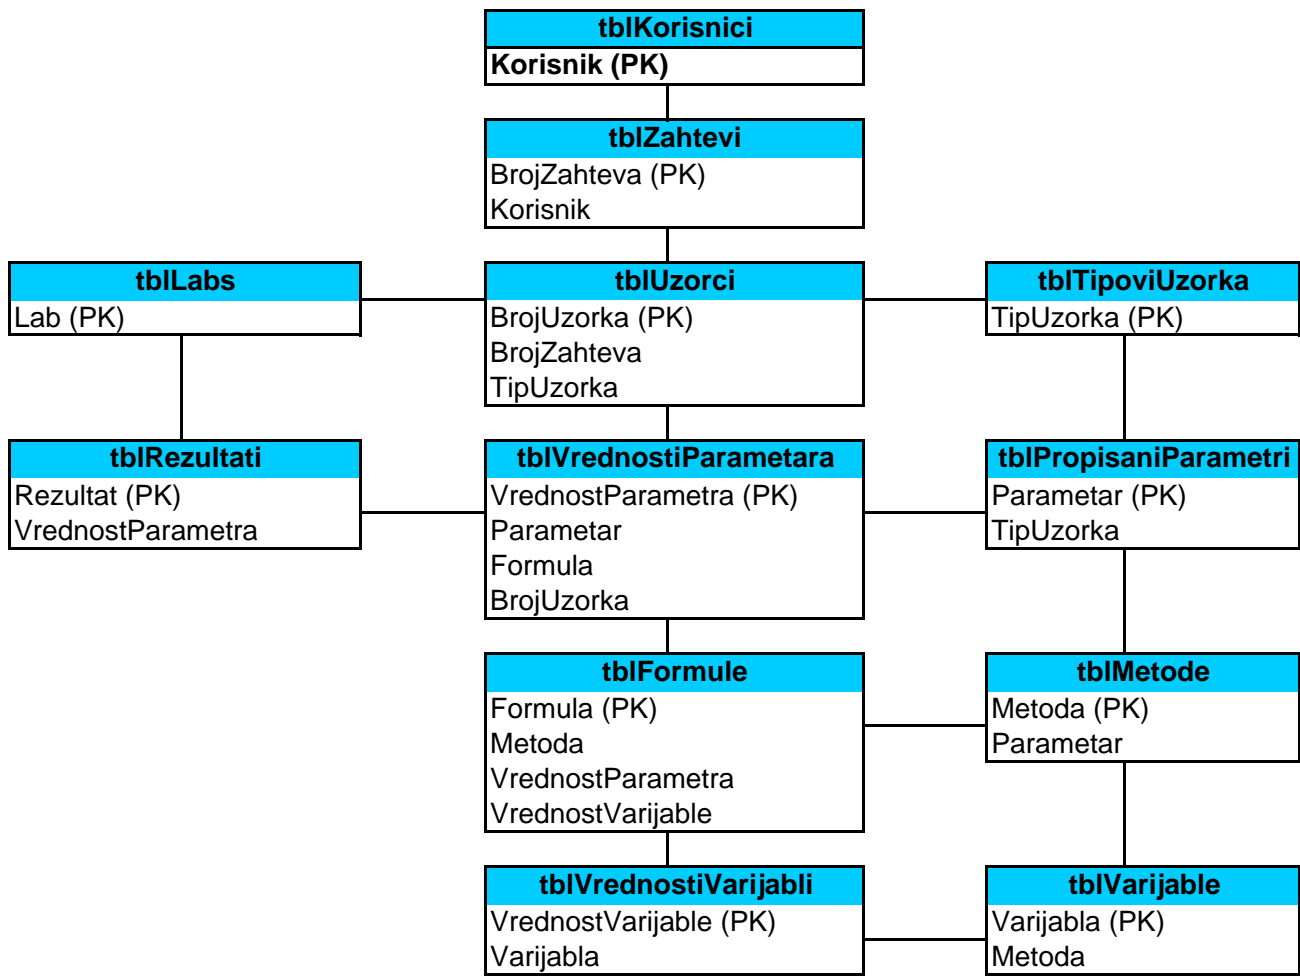 tblKorisnici
Korisnik (PK)
tblZahtevi
BrojZahteva (PK)
Korisnik
tblLabs
Lab (PK)
tblUzorci
BrojUzorka (PK)
BrojZahteva
TipUzorka
tblTipoviUzorka
TipUzorka (PK)
tblRezultati
Rezultat (PK)
VrednostParametra
tblVrednostiParametara
VrednostParametra (PK)
Parametar
Formula
BrojUzorka
tblPropisaniParametri
Parametar (PK)
TipUzorka
tblFormule
Formula (PK)
Metoda
VrednostParametra
VrednostVarijable
tblMetode
Metoda (PK)
Parametar
tblVrednostiVarijabli
VrednostVarijable (PK)
Varijabla
tblVarijable
Varijabla (PK)
Metoda